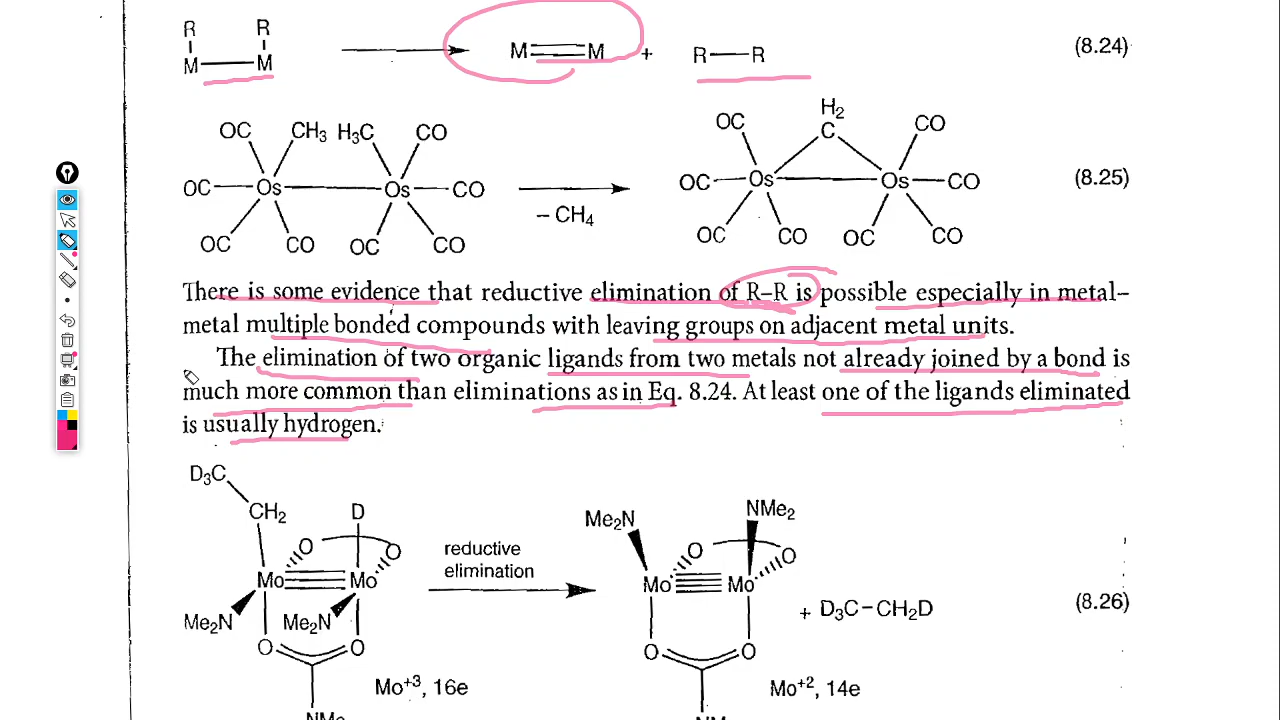 R R
M—M → M=M + R—R (8.24)
OC CH₃ H₃C CO
OC Os Os CO
OC CO OC CO
– CH₄
H₂
C
OC CO
OC Os Os CO
OC CO OC CO
(8.25)
There is some evidence that reductive elimination of R–R is possible especially in metal–
metal multiple bonded compounds with leaving groups on adjacent metal units.
The elimination of two organic ligands from two metals not already joined by a bond is
much more common than eliminations as in Eq. 8.24. At least one of the ligands eliminated
is usually hydrogen.
D₃C
CH₂ D
O O
Mo Mo
Me₂N Me₂N
O O
Mo⁺³, 16e
NMe
reductive
elimination
Me₂N NMe₂
O O
Mo Mo
O O
Mo⁺², 14e
+ D₃C–CH₂D
(8.26)